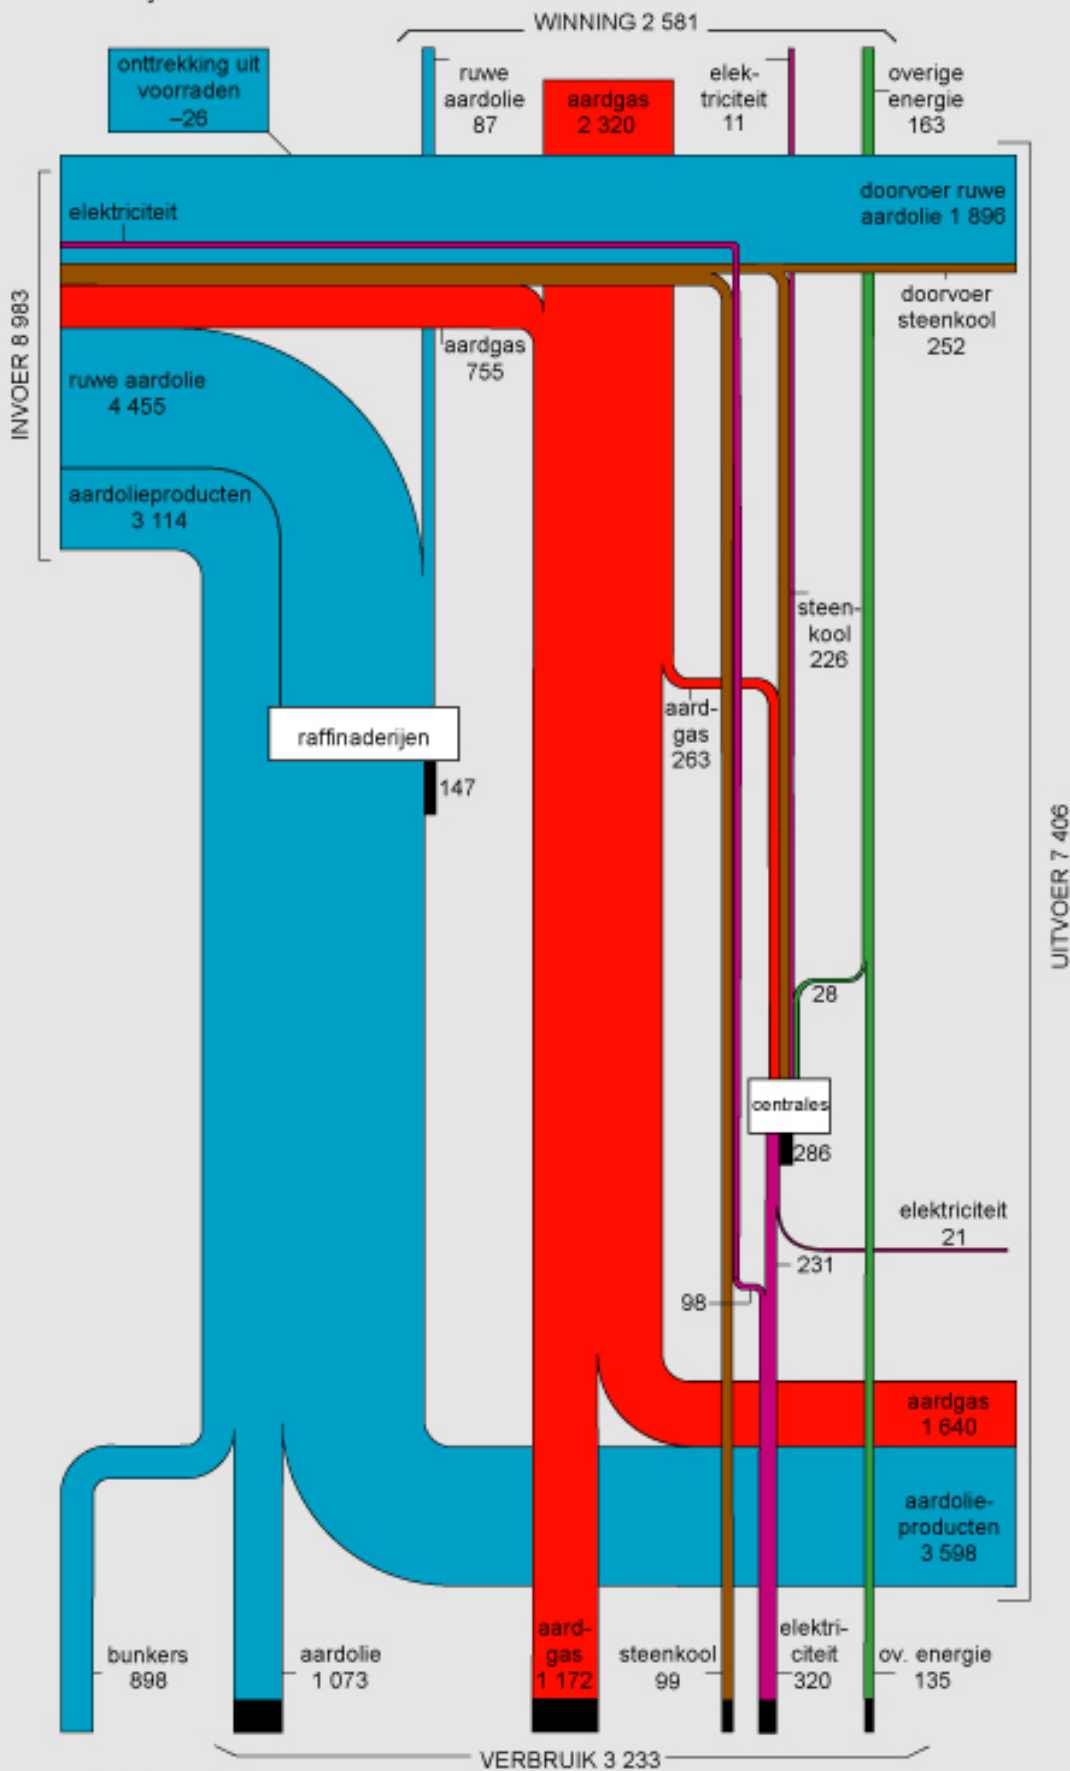 WINNING 2 581
onttrekking uit
voorraden
–26
ruwe
aardolie
87
aardgas
2 320
elek-
triciteit
11
overige
energie
163
INVOER 8 983
elektriciteit
doorvoer ruwe
aardolie 1 896
doorvoer
steenkool
252
aardgas
755
ruwe aardolie
4 455
aardolieproducten
3 114
steen-
kool
226
aard-
gas
263
raffinaderijen
147
UITVOER 7 406
28
centrales
286
elektriciteit
21
231
98
aardgas
1 640
aardolie-
producten
3 598
bunkers
898
aardolie
1 073
aard-
gas
1 172
steenkool
99
elektri-
citeit
320
ov. energie
135
VERBRUIK 3 233